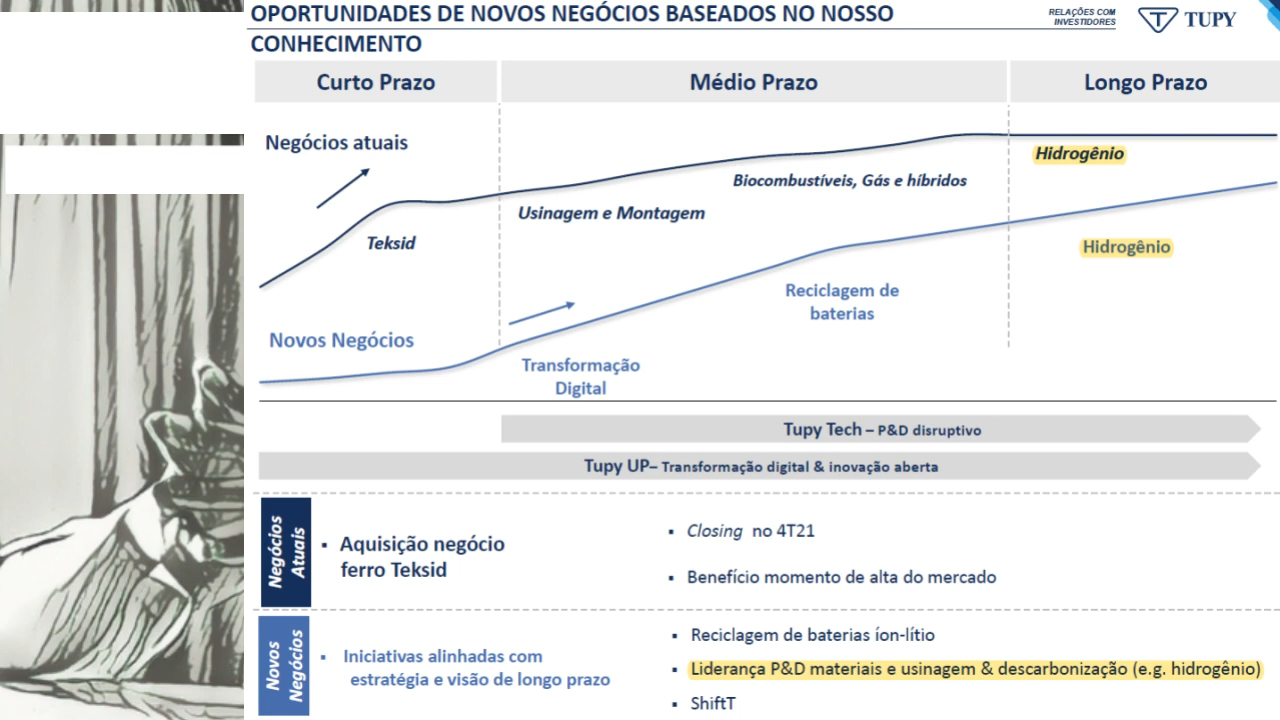 OPORTUNIDADES DE NOVOS NEGÓCIOS BASEADOS NO NOSSO
CONHECIMENTO
RELAÇÕES COM
INVESTIDORES
TUPY
Curto Prazo
Médio Prazo
Longo Prazo
Negócios atuais
Hidrogênio
Biocombustíveis, Gás e híbridos
Usinagem e Montagem
Teksid
Hidrogênio
Reciclagem de
baterias
Novos Negócios
Transformação
Digital
Tupy Tech – P&D disruptivo
Tupy UP– Transformação digital & inovação aberta
Negócios
Atuais
▪ Aquisição negócio
ferro Teksid
▪ Closing no 4T21
▪ Benefício momento de alta do mercado
Novos
Negócios
▪ Iniciativas alinhadas com
estratégia e visão de longo prazo
▪ Reciclagem de baterias íon-lítio
▪ Liderança P&D materiais e usinagem & descarbonização (e.g. hidrogênio)
▪ ShiftT